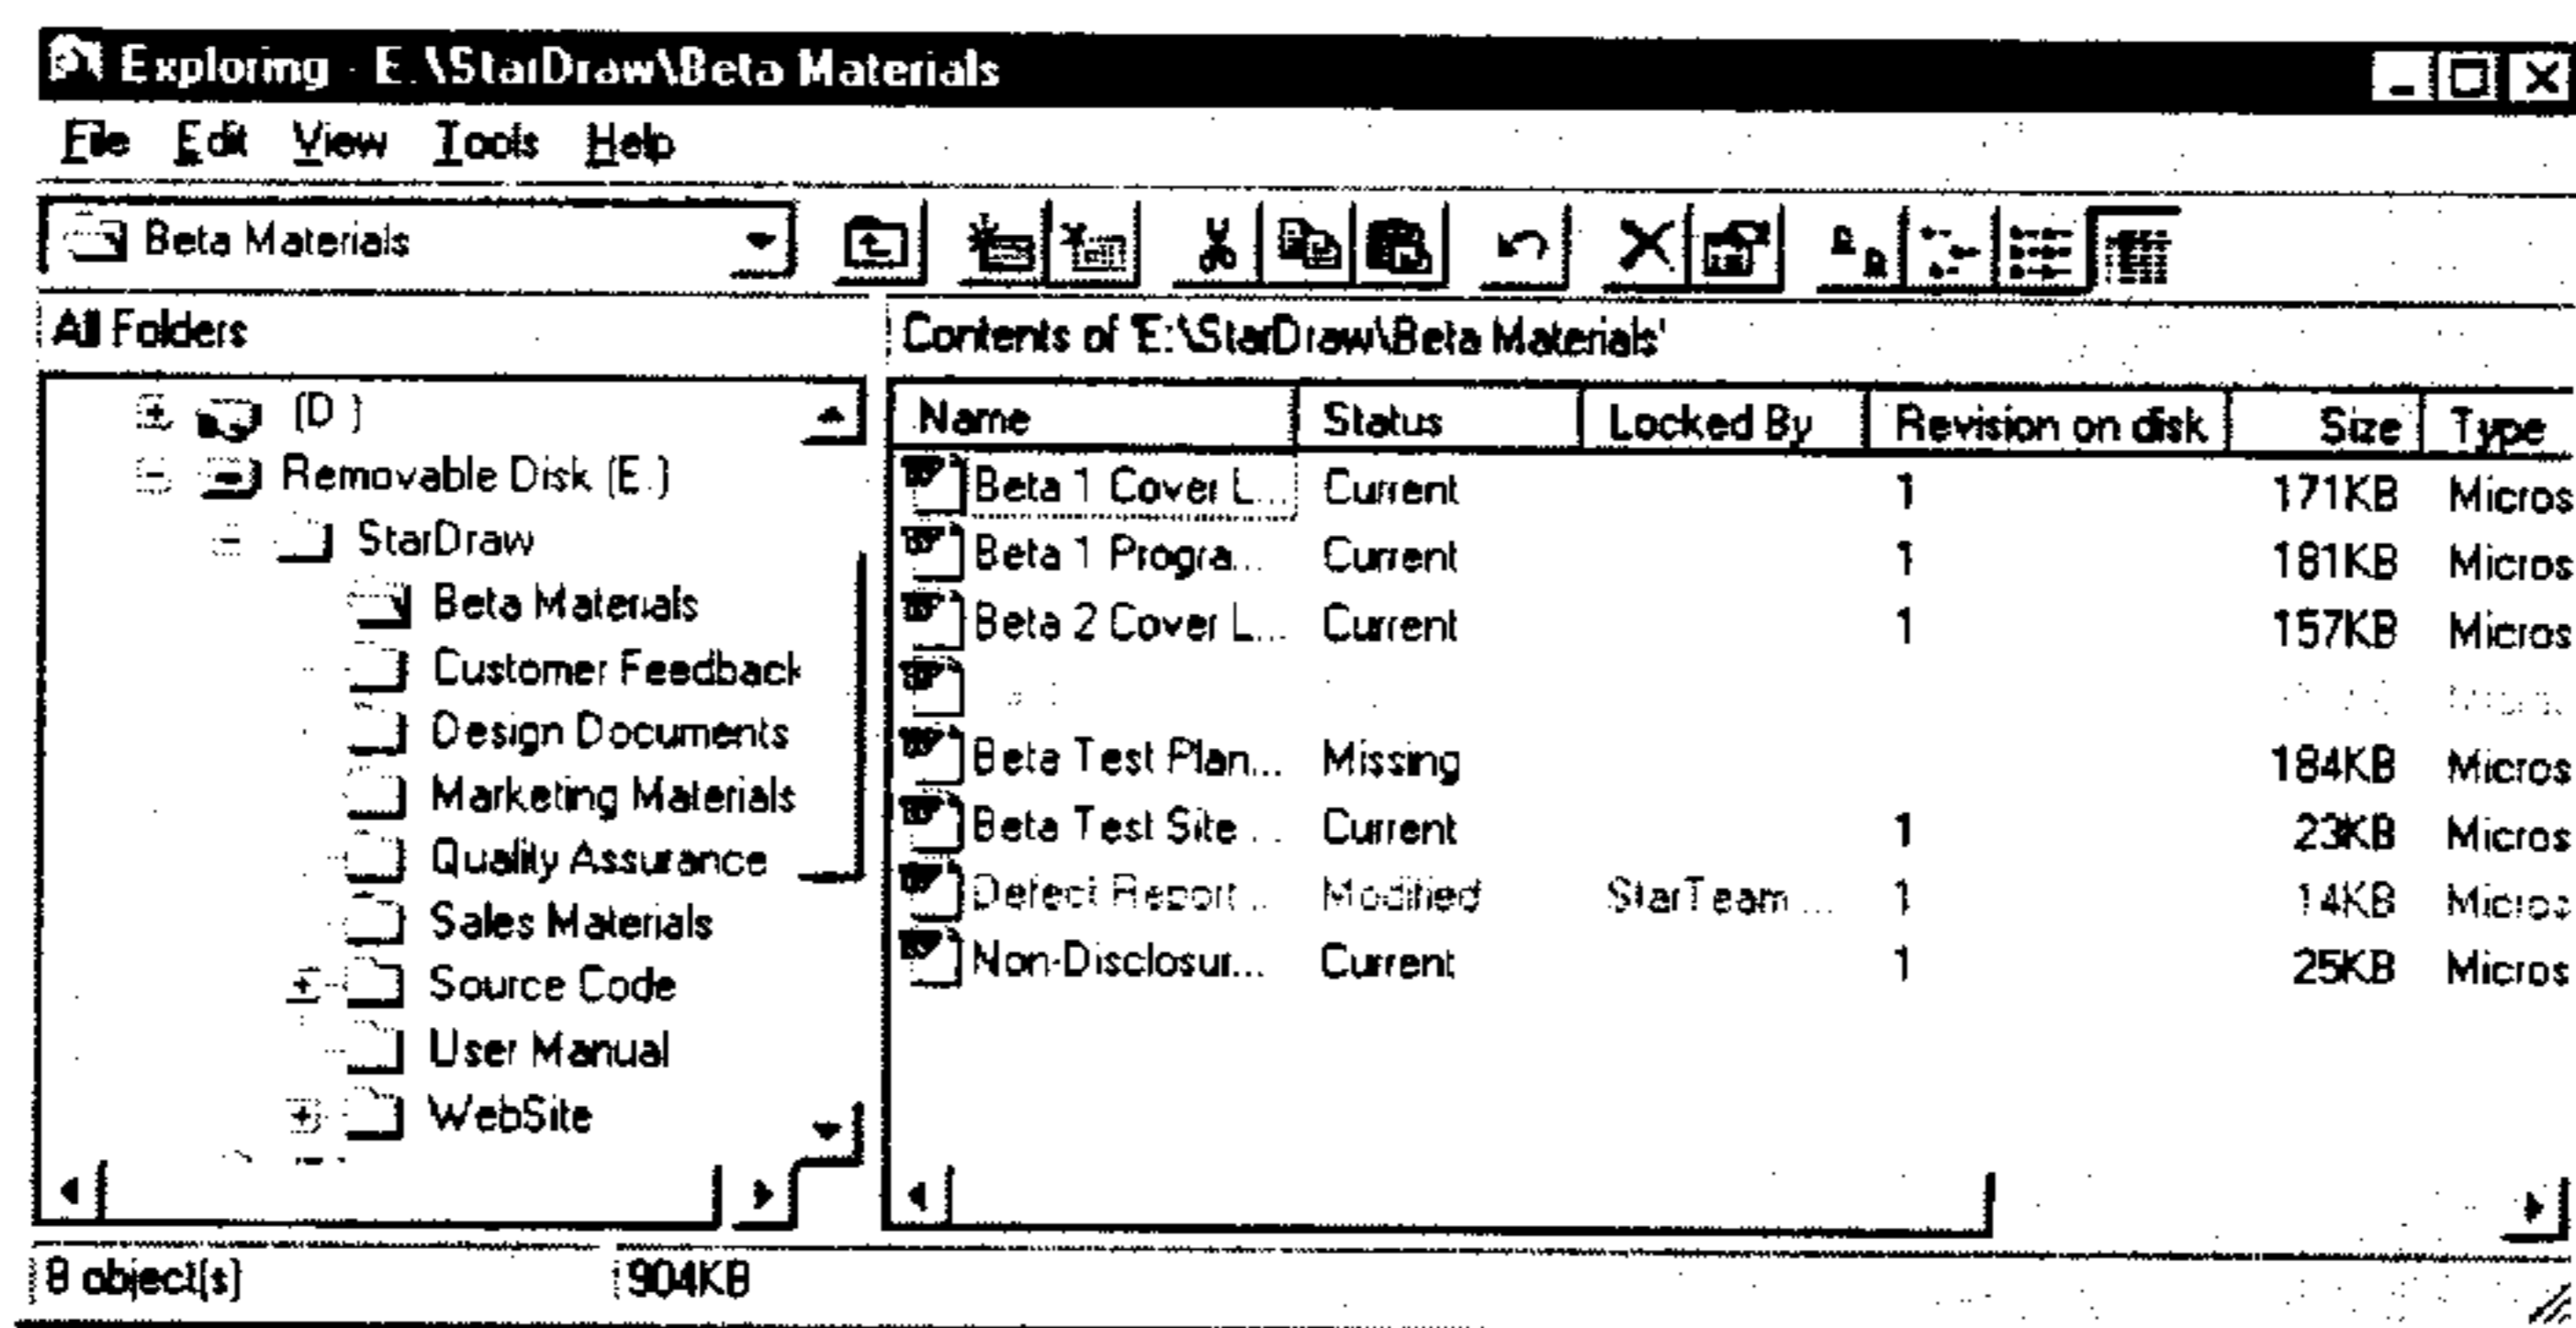 Exploring - E:\StarDraw\Beta Materials
File Edit View Tools Help
Beta Materials
All Folders Contents of 'E:\StarDraw\Beta Materials'
Name Status Locked By Revision on disk Size Type
(D:)
Removable Disk (E:)
StarDraw
Beta Materials
Customer Feedback
Design Documents
Marketing Materials
Quality Assurance
Sales Materials
Source Code
User Manual
WebSite
Beta 1 Cover L... Current 1 171KB Micros
Beta 1 Progra... Current 1 181KB Micros
Beta 2 Cover L... Current 1 157KB Micros
Beta Test Plan... Missing 184KB Micros
Beta Test Site ... Current 1 23KB Micros
Defect Report... Modified StarTeam ... 1 14KB Micros
Non-Disclosur... Current 1 25KB Micros
8 object(s) 904KB